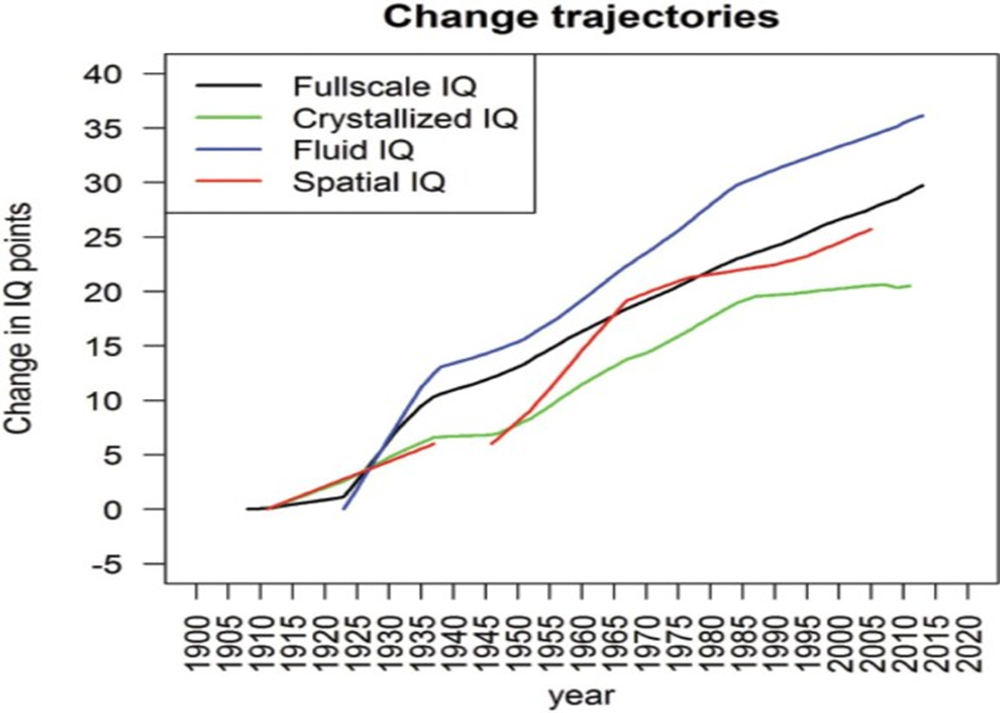 Change trajectories
Fullscale IQ
Crystallized IQ
Fluid IQ
Spatial IQ
Change in IQ points
40
35
30
25
20
15
10
5
0
-5
1900 1905 1910 1915 1920 1925 1930 1935 1940 1945 1950 1955 1960 1965 1970 1975 1980 1985 1990 1995 2000 2005 2010 2015 2020
year